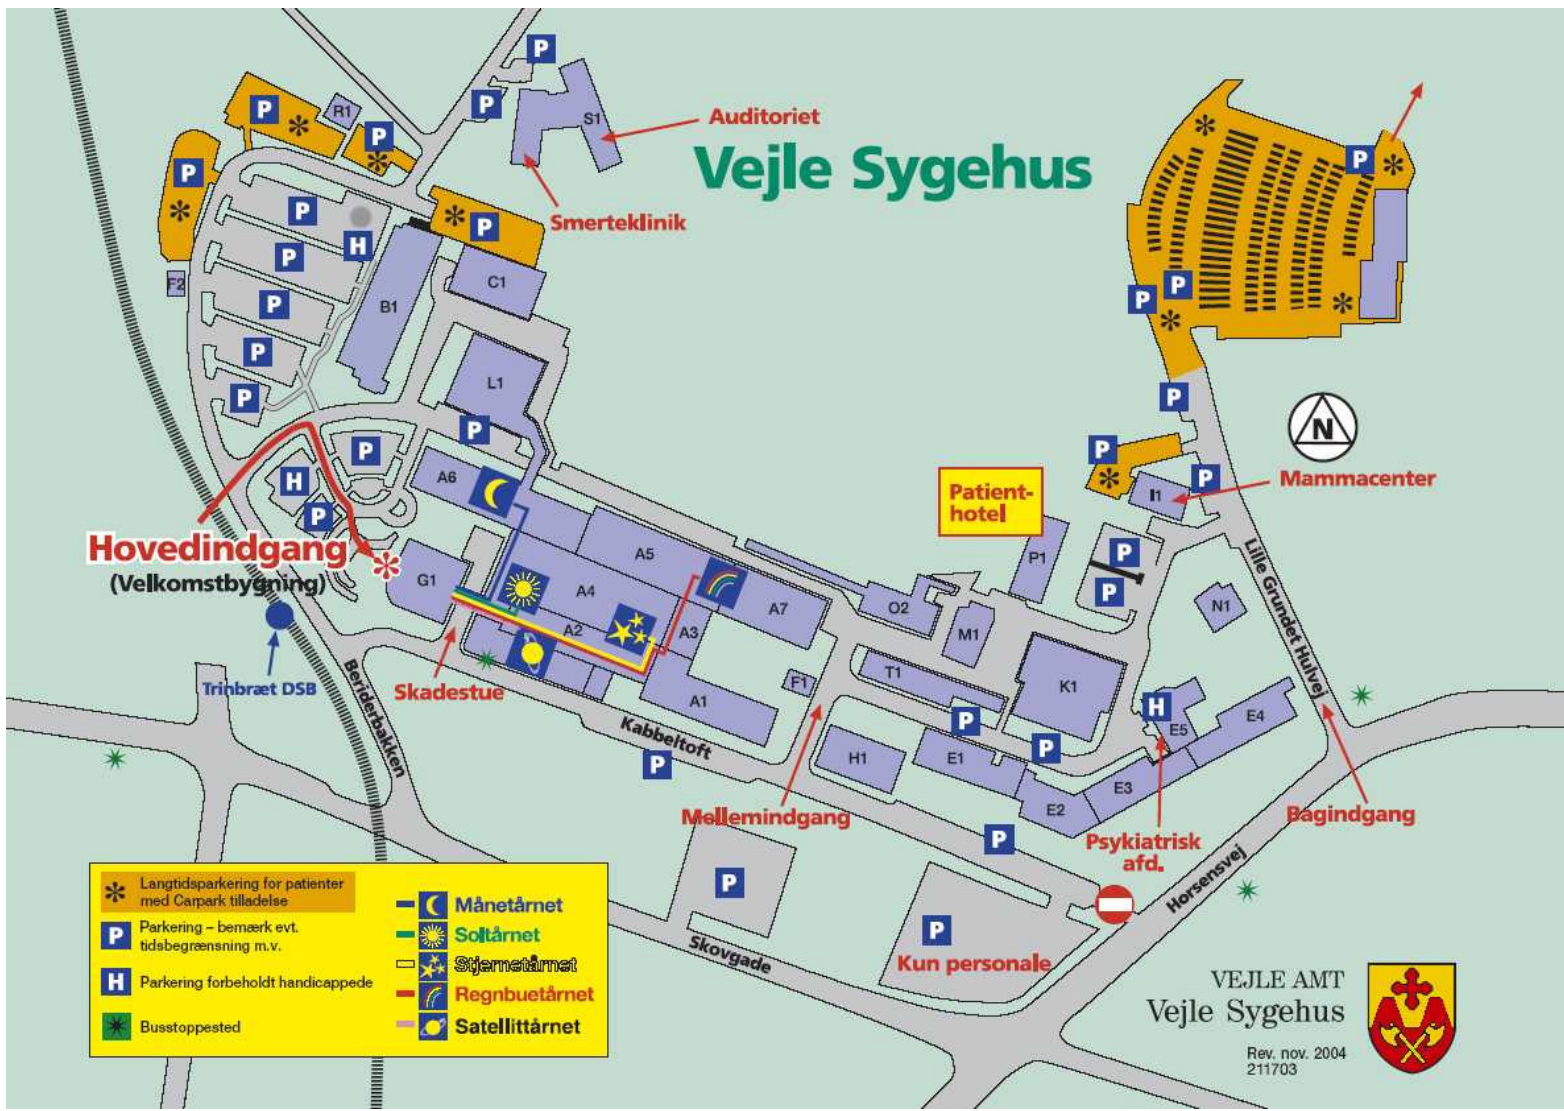 P
P
S1
Auditoriet
Vejle Sygehus
Smerteklinik
P
R1
P
P
P
P
P
H
P
P
F2
C1
B1
P
P
P
P
P
P
L1
P
P
P
H
P
P
P
P
N
I1
Mammacenter
Patient-
hotel
P1
P
P
A6
A5
A4
A7
A2
A3
A1
G1
Hovedindgang
(Velkomstbygning)
O2
M1
N1
T1
K1
F1
Lille Grundet Hulvej
Trinbræt DSB
Beriderbakken
Skadestue
Kabbeltoft
P
H1
E1
P
P
H
E5
E4
E3
E2
Mellemindgang
Psykiatrisk
afd.
Bagindgang
P
P
P
Kun personale
Skovgade
Horsensvej
Langtidsparkering for patienter
med Carpark tilladelse
P
Parkering – bemærk evt.
tidsbegrænsning m.v.
H
Parkering forbeholdt handicappede
Busstoppested
Månetårnet
Soltårnet
Stjernetårnet
Regnbuetårnet
Satellittårnet
VEJLE AMT
Vejle Sygehus
Rev. nov. 2004
211703